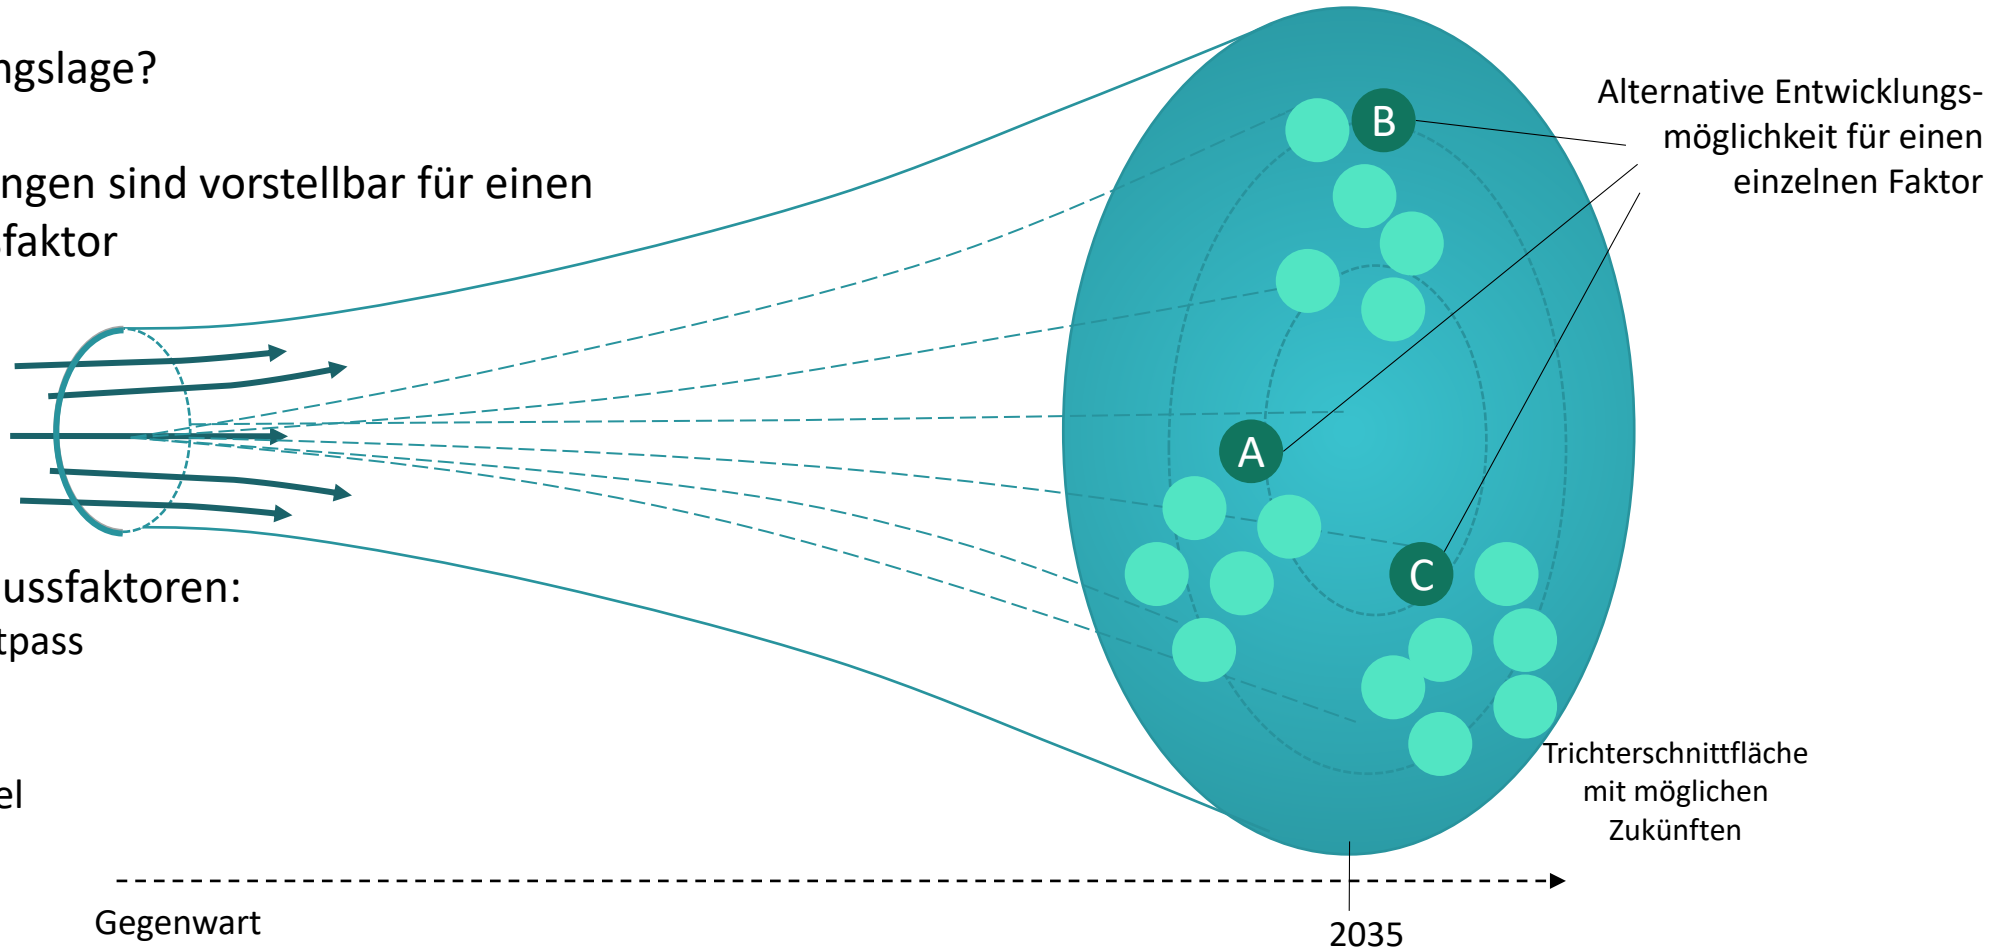 ngslage?
ngen sind vorstellbar für einen
sfaktor
Alternative Entwicklungs-
möglichkeit für einen
einzelnen Faktor
B
A
C
ussfaktoren:
tpass
el
Trichterschnittfläche
mit möglichen
Zukünften
Gegenwart
2035